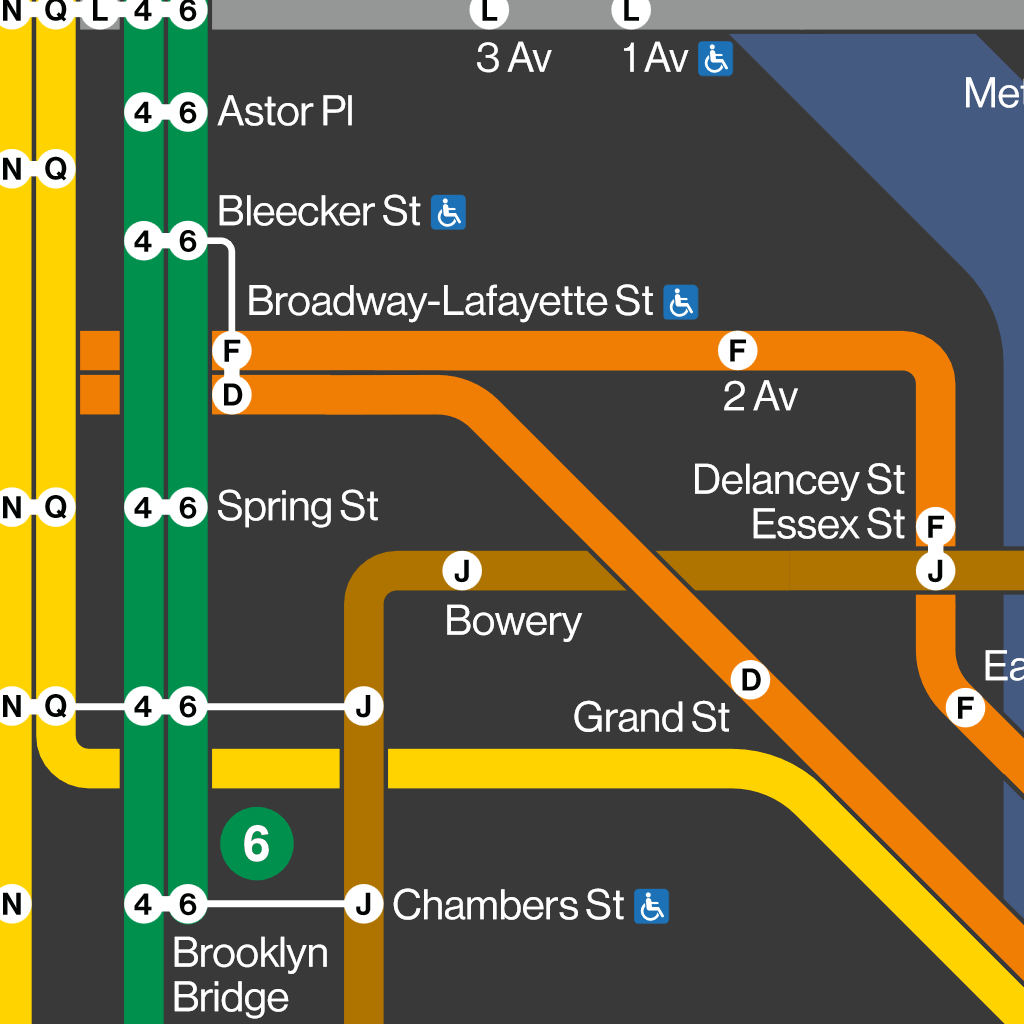 N Q L 4 6 L L
3 Av 1 Av
Met
4 6 Astor Pl
N Q
Bleecker St
4 6
Broadway-Lafayette St
F F
D
2 Av
Delancey St
N Q 4 6 Spring St
Essex St F
J J
Bowery
Ea
D
N Q 4 6 J F
Grand St
6
N 4 6 J Chambers St
Brooklyn
Bridge